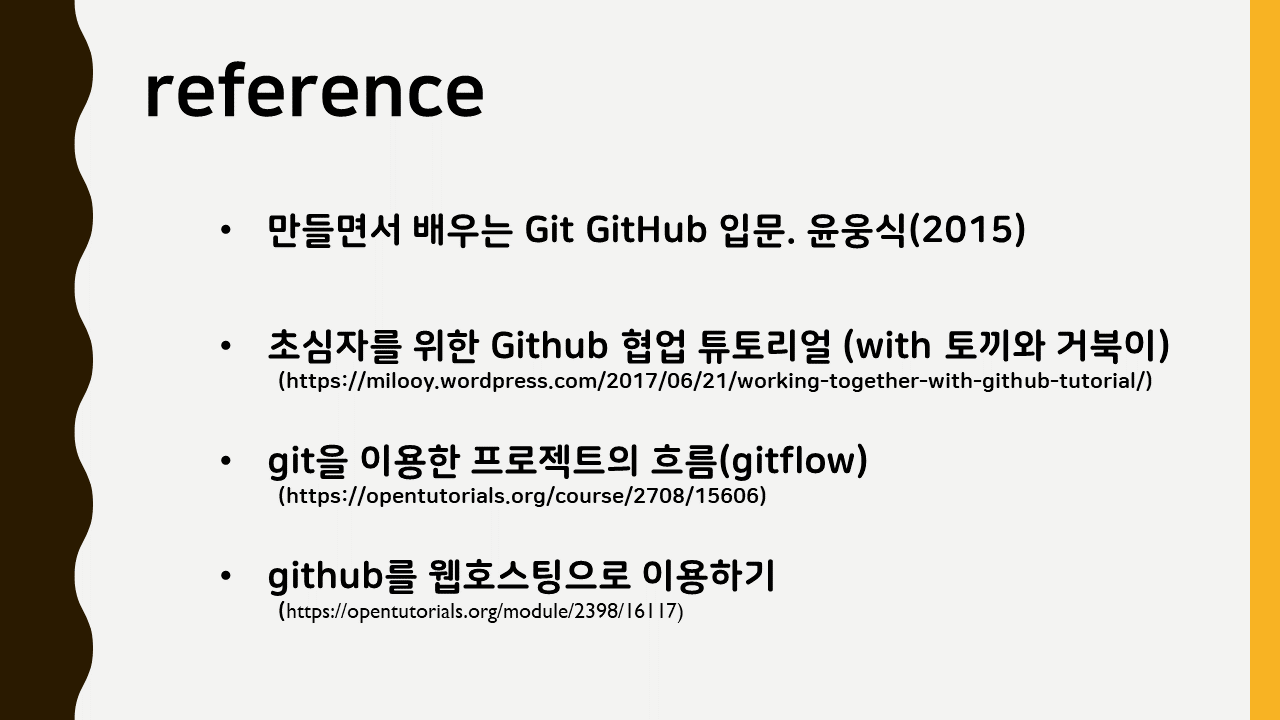 reference
• 만들면서 배우는 Git GitHub 입문. 윤웅식(2015)
• 초심자를 위한 Github 협업 튜토리얼 (with 토끼와 거북이)
(https://milooy.wordpress.com/2017/06/21/working-together-with-github-tutorial/)
• git을 이용한 프로젝트의 흐름(gitflow)
(https://opentutorials.org/course/2708/15606)
• github를 웹호스팅으로 이용하기
(https://opentutorials.org/module/2398/16117)